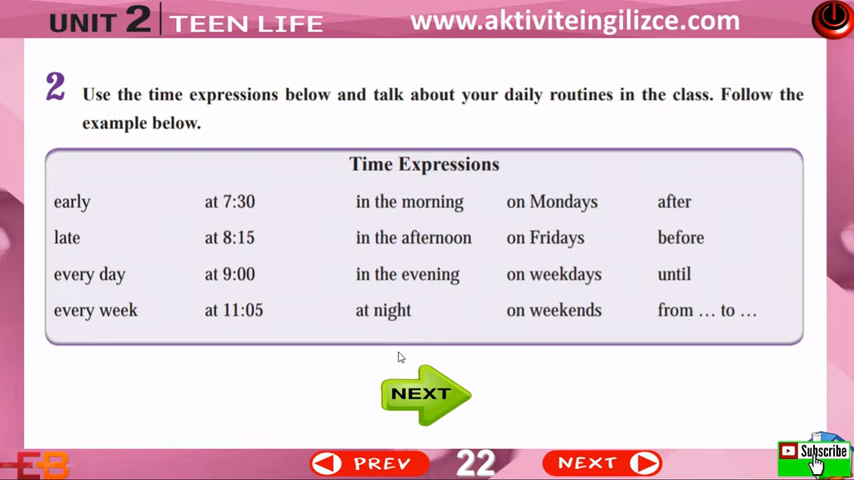 UNIT 2 TEEN LIFE www.aktiviteingilizce.com
2 Use the time expressions below and talk about your daily routines in the class. Follow the
example below.
Time Expressions
early at 7:30 in the morning on Mondays after
late at 8:15 in the afternoon on Fridays before
every day at 9:00 in the evening on weekdays until
every week at 11:05 at night on weekends from ... to ...
NEXT
EB PREV 22 NEXT Subscribe